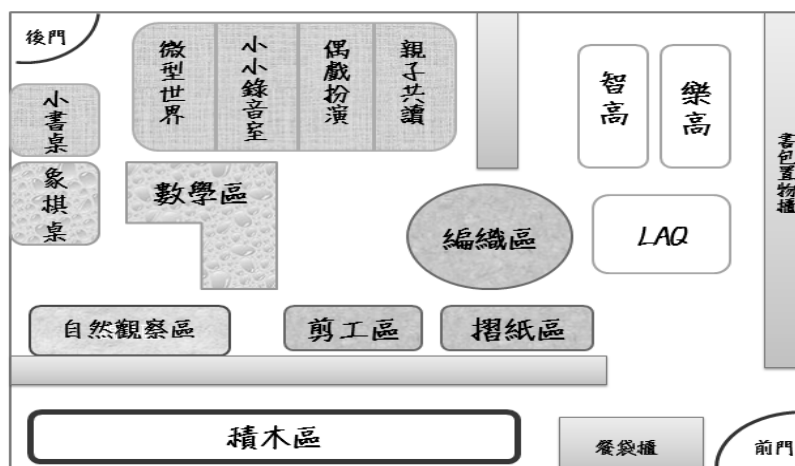 後門
微型世界
小小錄音室
偶戲扮演
親子共讀
智高
樂高
書包置物櫃
小書桌
象棋桌
數學區
編織區
LAQ
自然觀察區
剪工區
摺紙區
積木區
餐袋櫃
前門